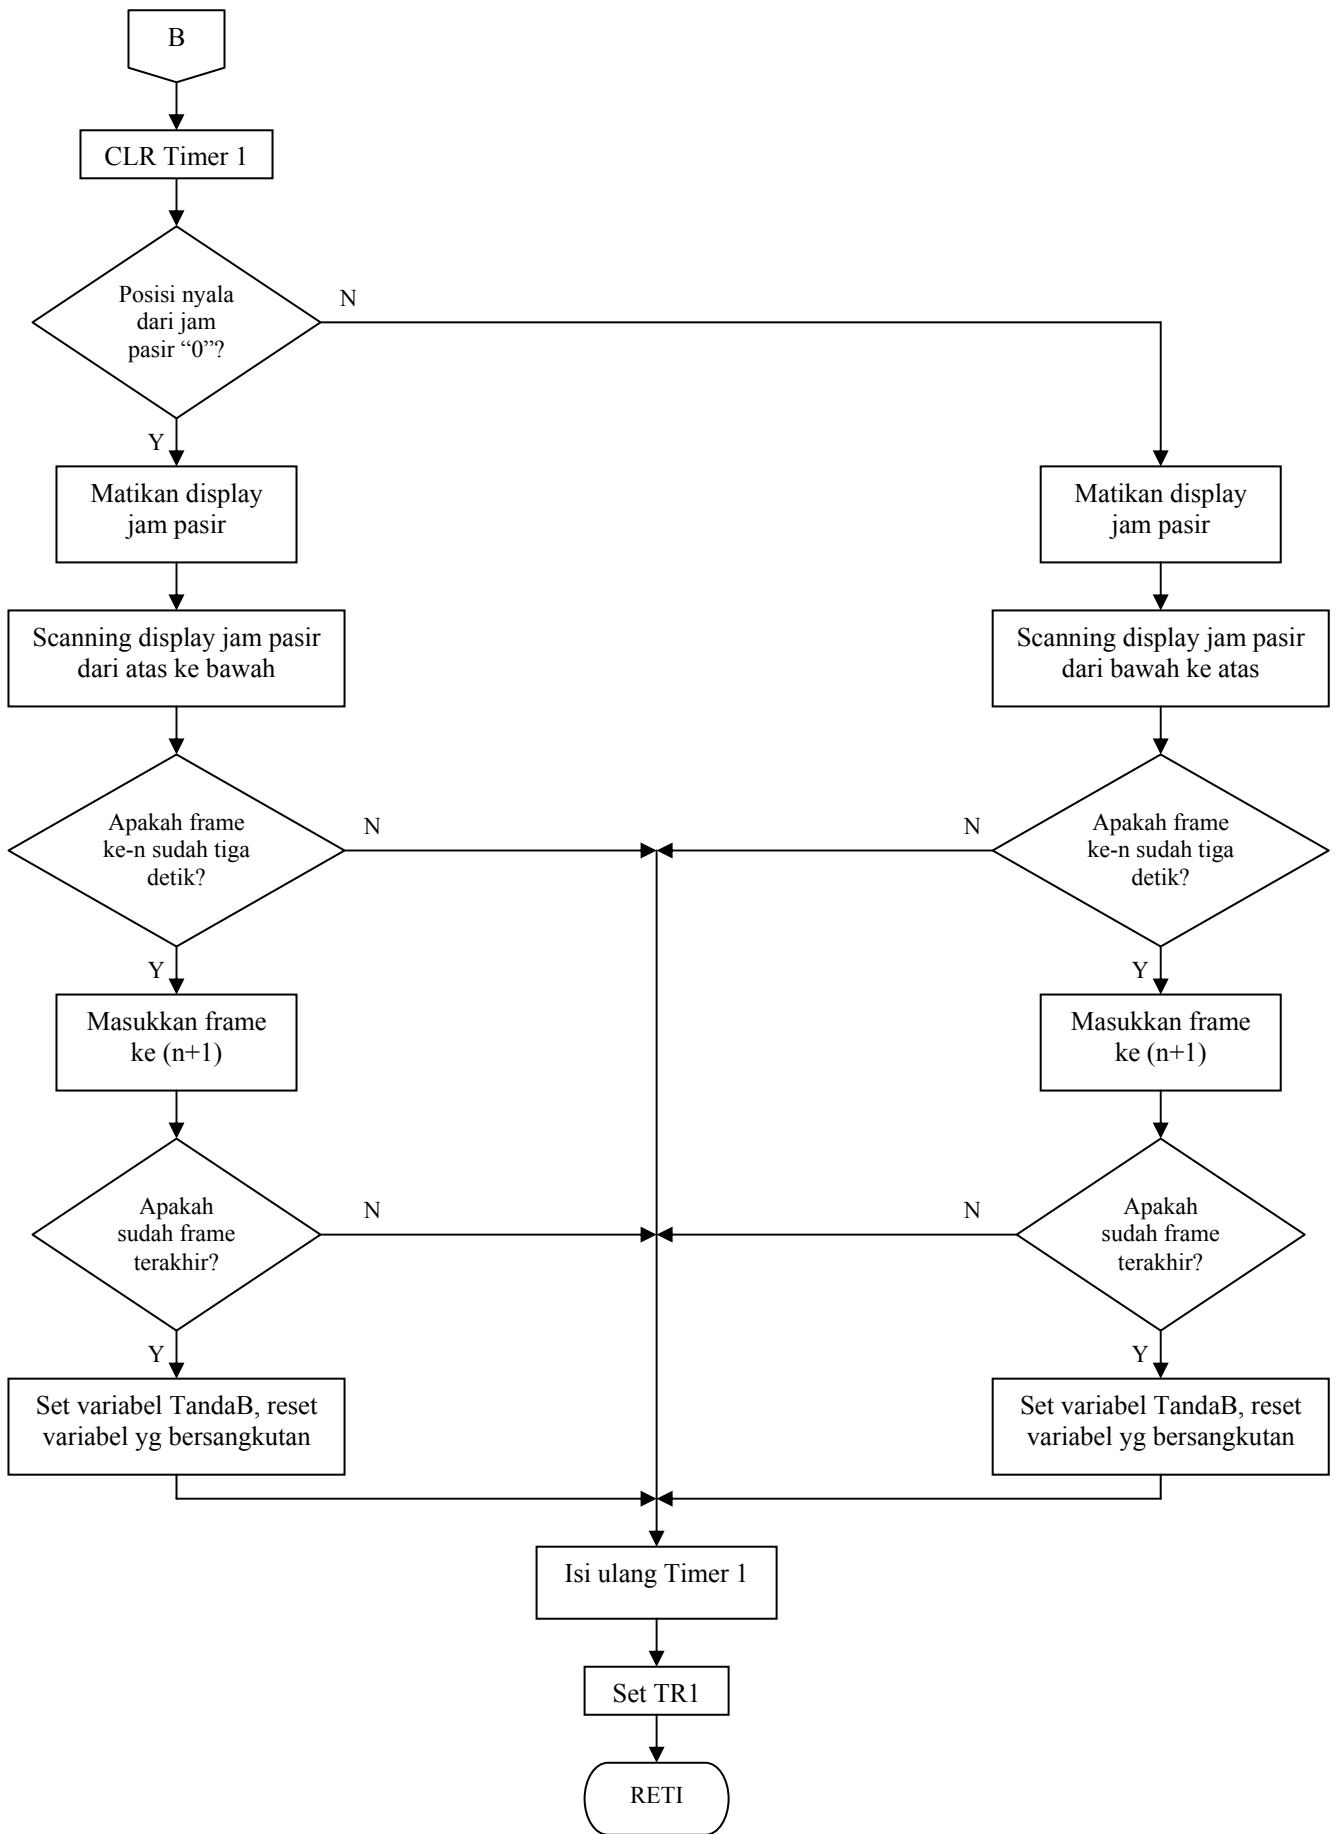 B
CLR Timer 1
Posisi nyala
dari jam
pasir “0”?
N
Y
Matikan display
jam pasir
Matikan display
jam pasir
Scanning display jam pasir
dari atas ke bawah
Scanning display jam pasir
dari bawah ke atas
Apakah frame
ke-n sudah tiga
detik?
N
N
Apakah frame
ke-n sudah tiga
detik?
Y
Y
Masukkan frame
ke (n+1)
Masukkan frame
ke (n+1)
Apakah
sudah frame
terakhir?
N
N
Apakah
sudah frame
terakhir?
Y
Y
Set variabel TandaB, reset
variabel yg bersangkutan
Set variabel TandaB, reset
variabel yg bersangkutan
Isi ulang Timer 1
Set TR1
RETI